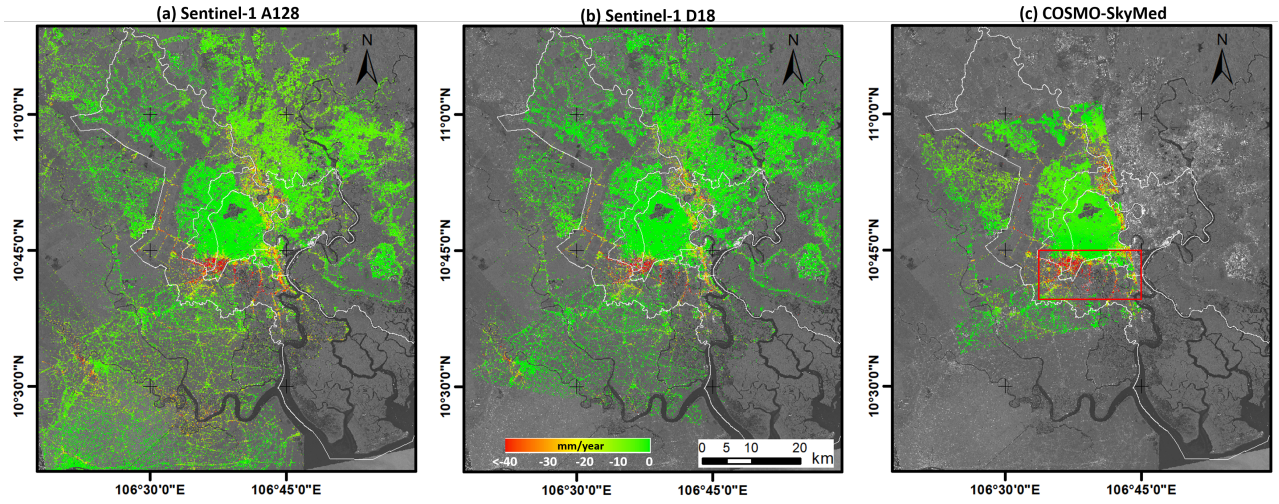 (a) Sentinel-1 A128
(b) Sentinel-1 D18
(c) COSMO-SkyMed
N
N
N
11°0'0"N
10°45'0"N
10°30'0"N
11°0'0"N
10°45'0"N
10°30'0"N
11°0'0"N
10°45'0"N
10°30'0"N
mm/year
<-40 -30 -20 -10 0
0 5 10 20
km
106°30'0"E 106°45'0"E
106°30'0"E 106°45'0"E
106°30'0"E 106°45'0"E